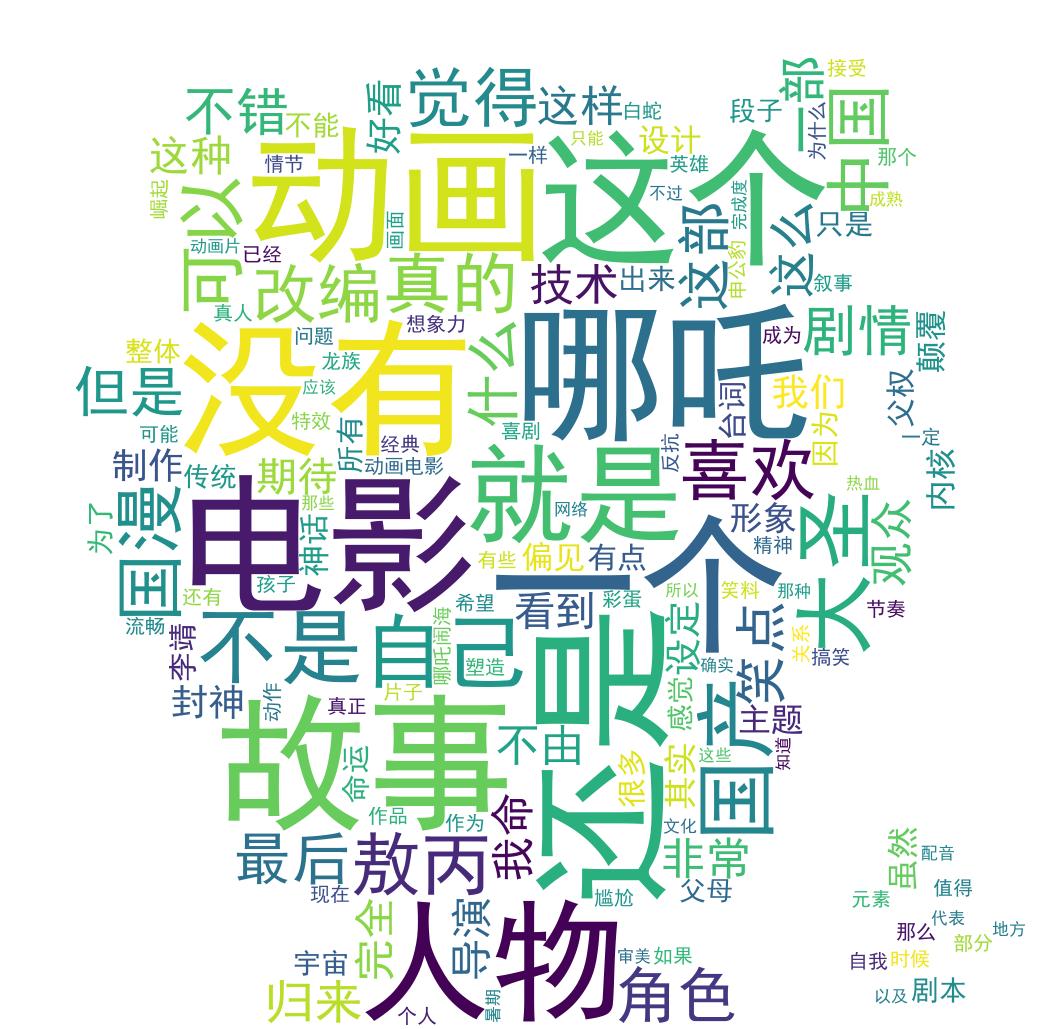 不错
不能
好看
觉得
这样
白蛇
段子
一部
接受
中国
为什么
那个
成熟
这种
情节
崛起
可以
动画
画面
一样
只能
这个
设计
英雄
不过
完成度
动画片
已经
改编
真的
技术
出来
这部
申公豹
这么
只是
叙事
真人
问题
想象力
整体
没有
龙族
应该
什么
哪吒
成为
剧情
颠覆
但是
特效
所有
经典
喜剧
台词
我们
父权
一定
可能
制作
传统
期待
动画电影
就是
反抗
喜欢
因为
内核
热血
为了
国漫
电影
那些
神话
网络
形象
精神
大圣
观众
有些
偏见
有点
一个
还有
孩子
流畅
希望
看到
彩蛋
所以
笑料
那种
节奏
李靖
不是
自己
哪吒闹海
塑造
还是
设定
确实
笑点
关系
搞笑
封神
动作
真正
片子
感觉
国产
主题
故事
命运
不由
很多
其实
这些
知道
作品
作为
我命
文化
最后
敖丙
非常
现在
尴尬
父母
虽然
配音
元素
值得
完全
导演
人物
代表
那么
地方
部分
宇宙
审美
如果
自我
时候
归来
个人
暑期
角色
以及
剧本